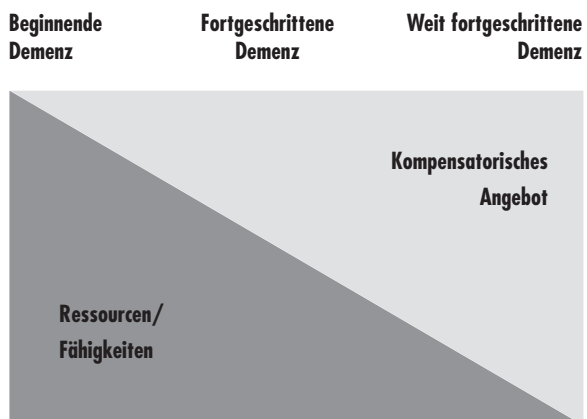 Beginnende
Demenz
Fortgeschrittene
Demenz
Weit fortgeschrittene
Demenz
Kompensatorisches
Angebot
Ressourcen/
Fähigkeiten